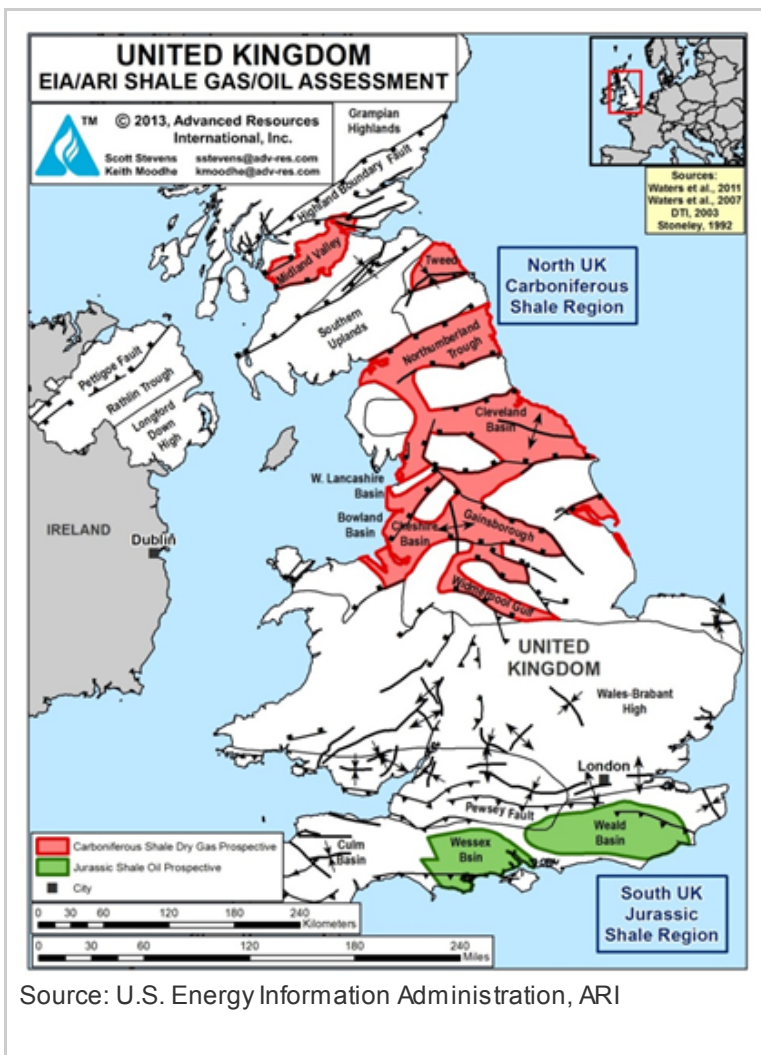 UNITED KINGDOM
EIA/ARI SHALE GAS/OIL ASSESSMENT
TM
© 2013, Advanced Resources
International, Inc.
Scott Stevens sstevens@adv-res.com
Keith Moodhe kmoodhe@adv-res.com
Sources:
Waters et al., 2011
Waters et al., 2007
DTI, 2003
Stoneley, 1992
Grampian
Highlands
Highland Boundary Fault
Midland Valley
Tweed
North UK
Carboniferous
Shale Region
Southern
Uplands
Northumberland
Trough
Pettigoe Fault
Rathlin Trough
Longford
Down
High
Cleveland
Basin
W. Lancashire
Basin
Bowland
Basin
Cheshire
Basin
Gainsborough
IRELAND
Dublin
Widmerpool Gulf
UNITED
KINGDOM
Wales-Brabant
High
London
Pewsey Fault
Weald
Basin
Wessex
Bsin
Culm
Basin
Carboniferous Shale Dry Gas Prospective
Jurassic Shale Oil Prospective
City
South UK
Jurassic
Shale Region
0 30 60 120 180 240
Kilometers
0 30 60 120 180 240
Miles
Source: U.S. Energy Information Administration, ARI